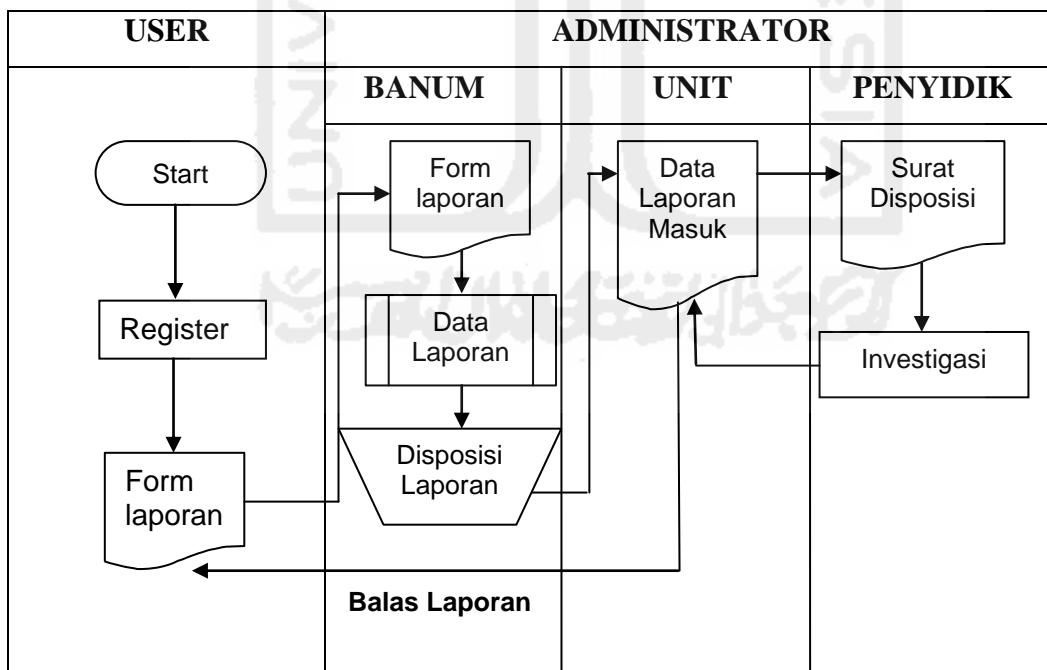 USER
ADMINISTRATOR
BANUM
UNIT
PENYIDIK
Start
Register
Form
laporan
Form
laporan
Data
Laporan
Disposisi
Laporan
Data
Laporan
Masuk
Surat
Disposisi
Investigasi
Balas Laporan